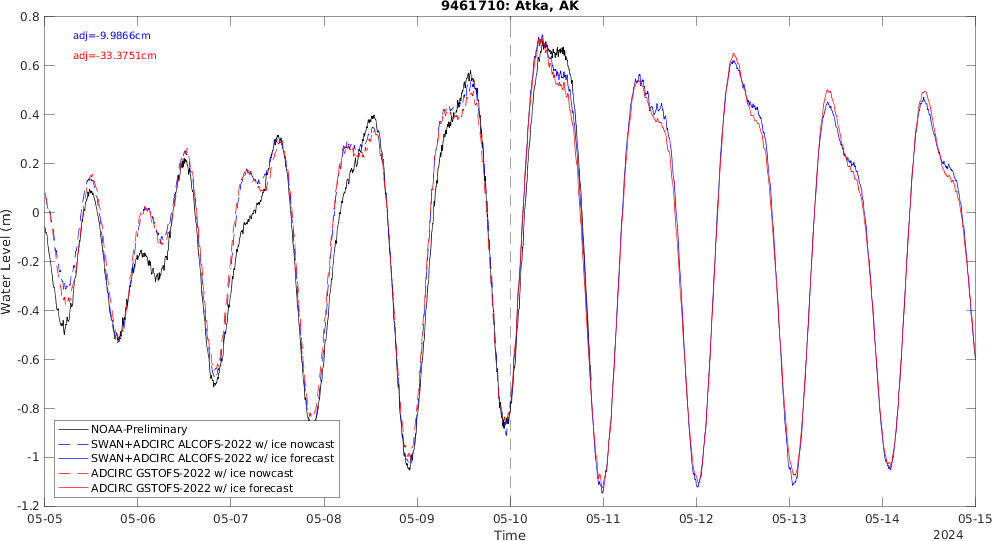 9461710: Atka, AK
adj=-9.9866cm
adj=-33.3751cm
Water Level (m)
0.8
0.6
0.4
0.2
0
-0.2
-0.4
-0.6
-0.8
-1
-1.2
NOAA-Preliminary
SWAN+ADCIRC ALCOFS-2022 w/ ice nowcast
SWAN+ADCIRC ALCOFS-2022 w/ ice forecast
ADCIRC GSTOFS-2022 w/ ice nowcast
ADCIRC GSTOFS-2022 w/ ice forecast
05-05 05-06 05-07 05-08 05-09 05-10 05-11 05-12 05-13 05-14 05-15
Time
2024